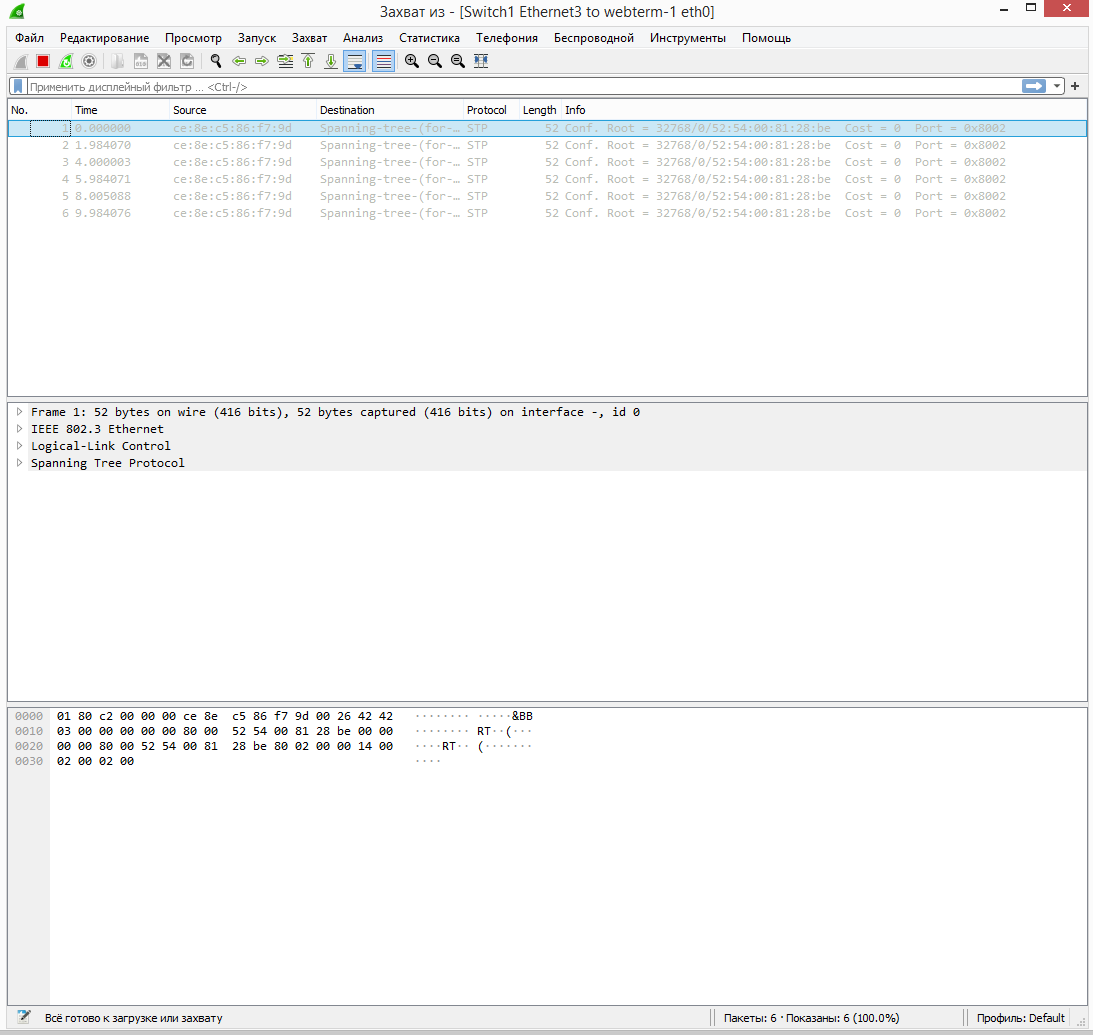 Захват из - [Switch1 Ethernet3 to webterm-1 eth0]
Файл Редактирование Просмотр Запуск Захват Анализ Статистика Телефония Беспроводной Инструменты Помощь
Применить дисплейный фильтр ... <Ctrl-/>
No. Time Source Destination Protocol Length Info
1 0.000000 ce:8e:c5:86:f7:9d Spanning-tree-(for-… STP 52 Conf. Root = 32768/0/52:54:00:81:28:be Cost = 0 Port = 0x8002
2 1.984070 ce:8e:c5:86:f7:9d Spanning-tree-(for-… STP 52 Conf. Root = 32768/0/52:54:00:81:28:be Cost = 0 Port = 0x8002
3 4.000003 ce:8e:c5:86:f7:9d Spanning-tree-(for-… STP 52 Conf. Root = 32768/0/52:54:00:81:28:be Cost = 0 Port = 0x8002
4 5.984071 ce:8e:c5:86:f7:9d Spanning-tree-(for-… STP 52 Conf. Root = 32768/0/52:54:00:81:28:be Cost = 0 Port = 0x8002
5 8.005088 ce:8e:c5:86:f7:9d Spanning-tree-(for-… STP 52 Conf. Root = 32768/0/52:54:00:81:28:be Cost = 0 Port = 0x8002
6 9.984076 ce:8e:c5:86:f7:9d Spanning-tree-(for-… STP 52 Conf. Root = 32768/0/52:54:00:81:28:be Cost = 0 Port = 0x8002
Frame 1: 52 bytes on wire (416 bits), 52 bytes captured (416 bits) on interface -, id 0
IEEE 802.3 Ethernet
Logical-Link Control
Spanning Tree Protocol
0000 01 80 c2 00 00 00 ce 8e c5 86 f7 9d 00 26 42 42 ········ ·····&BB
0010 03 00 00 00 00 00 80 00 52 54 00 81 28 be 00 00 ········ RT··(···
0020 00 00 80 00 52 54 00 81 28 be 80 02 00 00 14 00 ····RT·· (·······
0030 02 00 02 00 ····
Всё готово к загрузке или захвату Пакеты: 6 · Показаны: 6 (100.0%) Профиль: Default